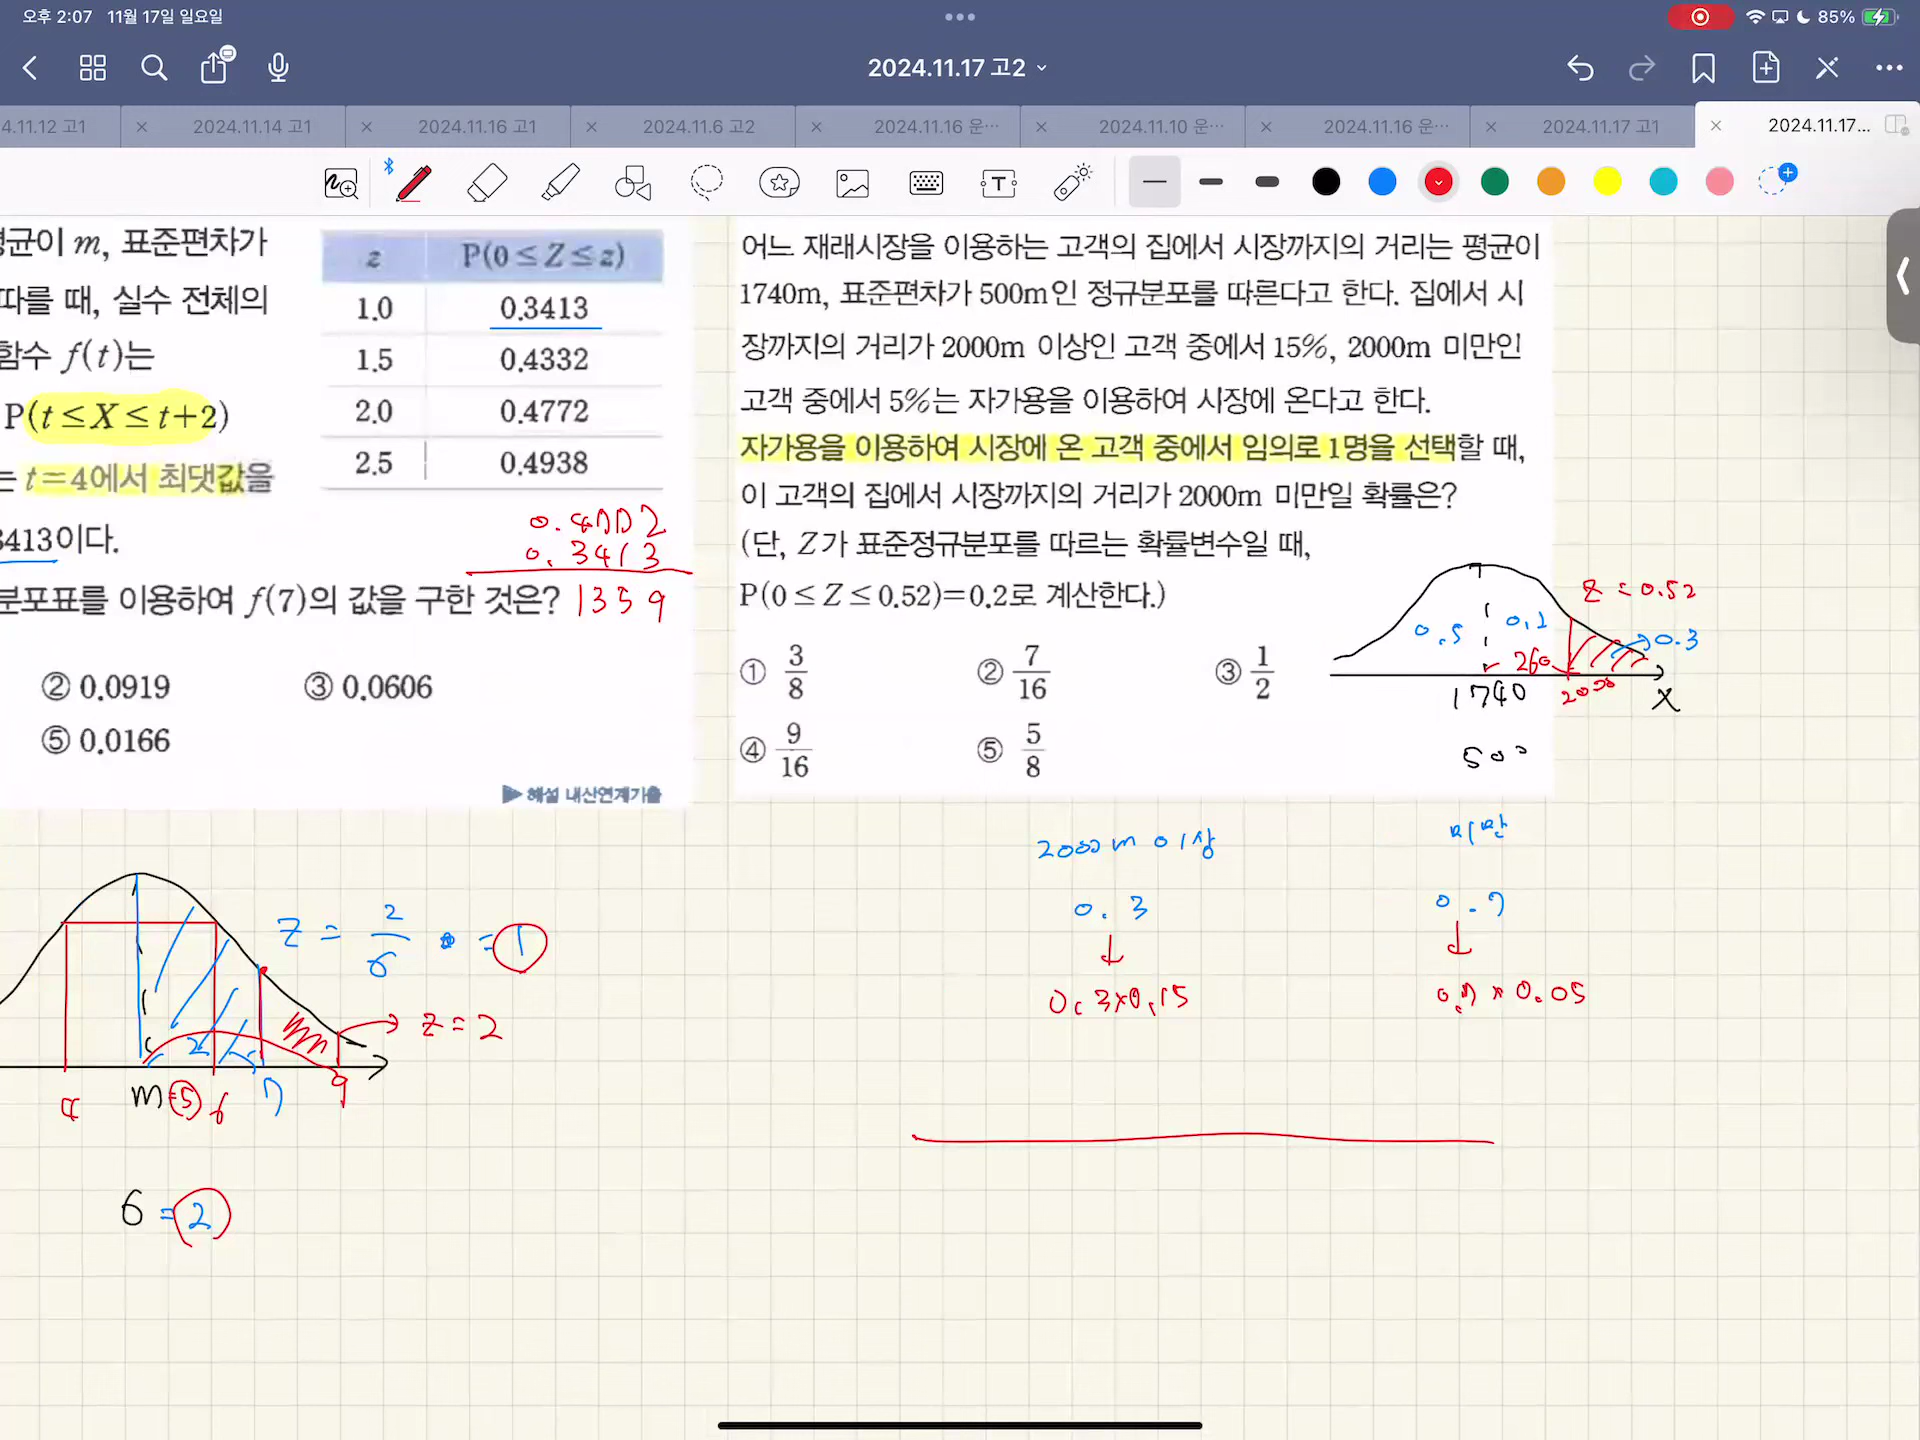 오후 2:07 11월 17일 일요일
85%
2024.11.17 고2
4.11.12 고1
2024.11.14 고1
2024.11.16 고1
2024.11.6 고2
2024.11.16 운…
2024.11.10 운…
2024.11.16 운…
2024.11.17 고1
2024.11.17...
평균이 m, 표준편차가
따를 때, 실수 전체의
함수 f(t)는
P(t≤X≤t+2)
는 t=4에서 최댓값을
3413이다.
분포표를 이용하여 f(7)의 값을 구한 것은?
z P(0≤Z≤z)
1.0 0.3413
1.5 0.4332
2.0 0.4772
2.5 0.4938
0.4772
0.3413
1359
② 0.0919 ③ 0.0606
⑤ 0.0166
어느 재래시장을 이용하는 고객의 집에서 시장까지의 거리는 평균이
1740m, 표준편차가 500m인 정규분포를 따른다고 한다. 집에서 시
장까지의 거리가 2000m 이상인 고객 중에서 15%, 2000m 미만인
고객 중에서 5%는 자가용을 이용하여 시장에 온다고 한다.
자가용을 이용하여 시장에 온 고객 중에서 임의로 1명을 선택할 때,
이 고객의 집에서 시장까지의 거리가 2000m 미만일 확률은?
(단, Z가 표준정규분포를 따르는 확률변수일 때,
P(0≤Z≤0.52)=0.2로 계산한다.)
① 3/8 ② 7/16 ③ 1/2
④ 9/16 ⑤ 5/8
z = 0.52
0.5 0.2 0.3
260
1740 2000 X
500
2000m 이상 미만
0.3 0.7
0.3×0.15 0.7×0.05
z = 2/6 = 1
z = 2
2
4 m =5 6 7 9
6 = 2